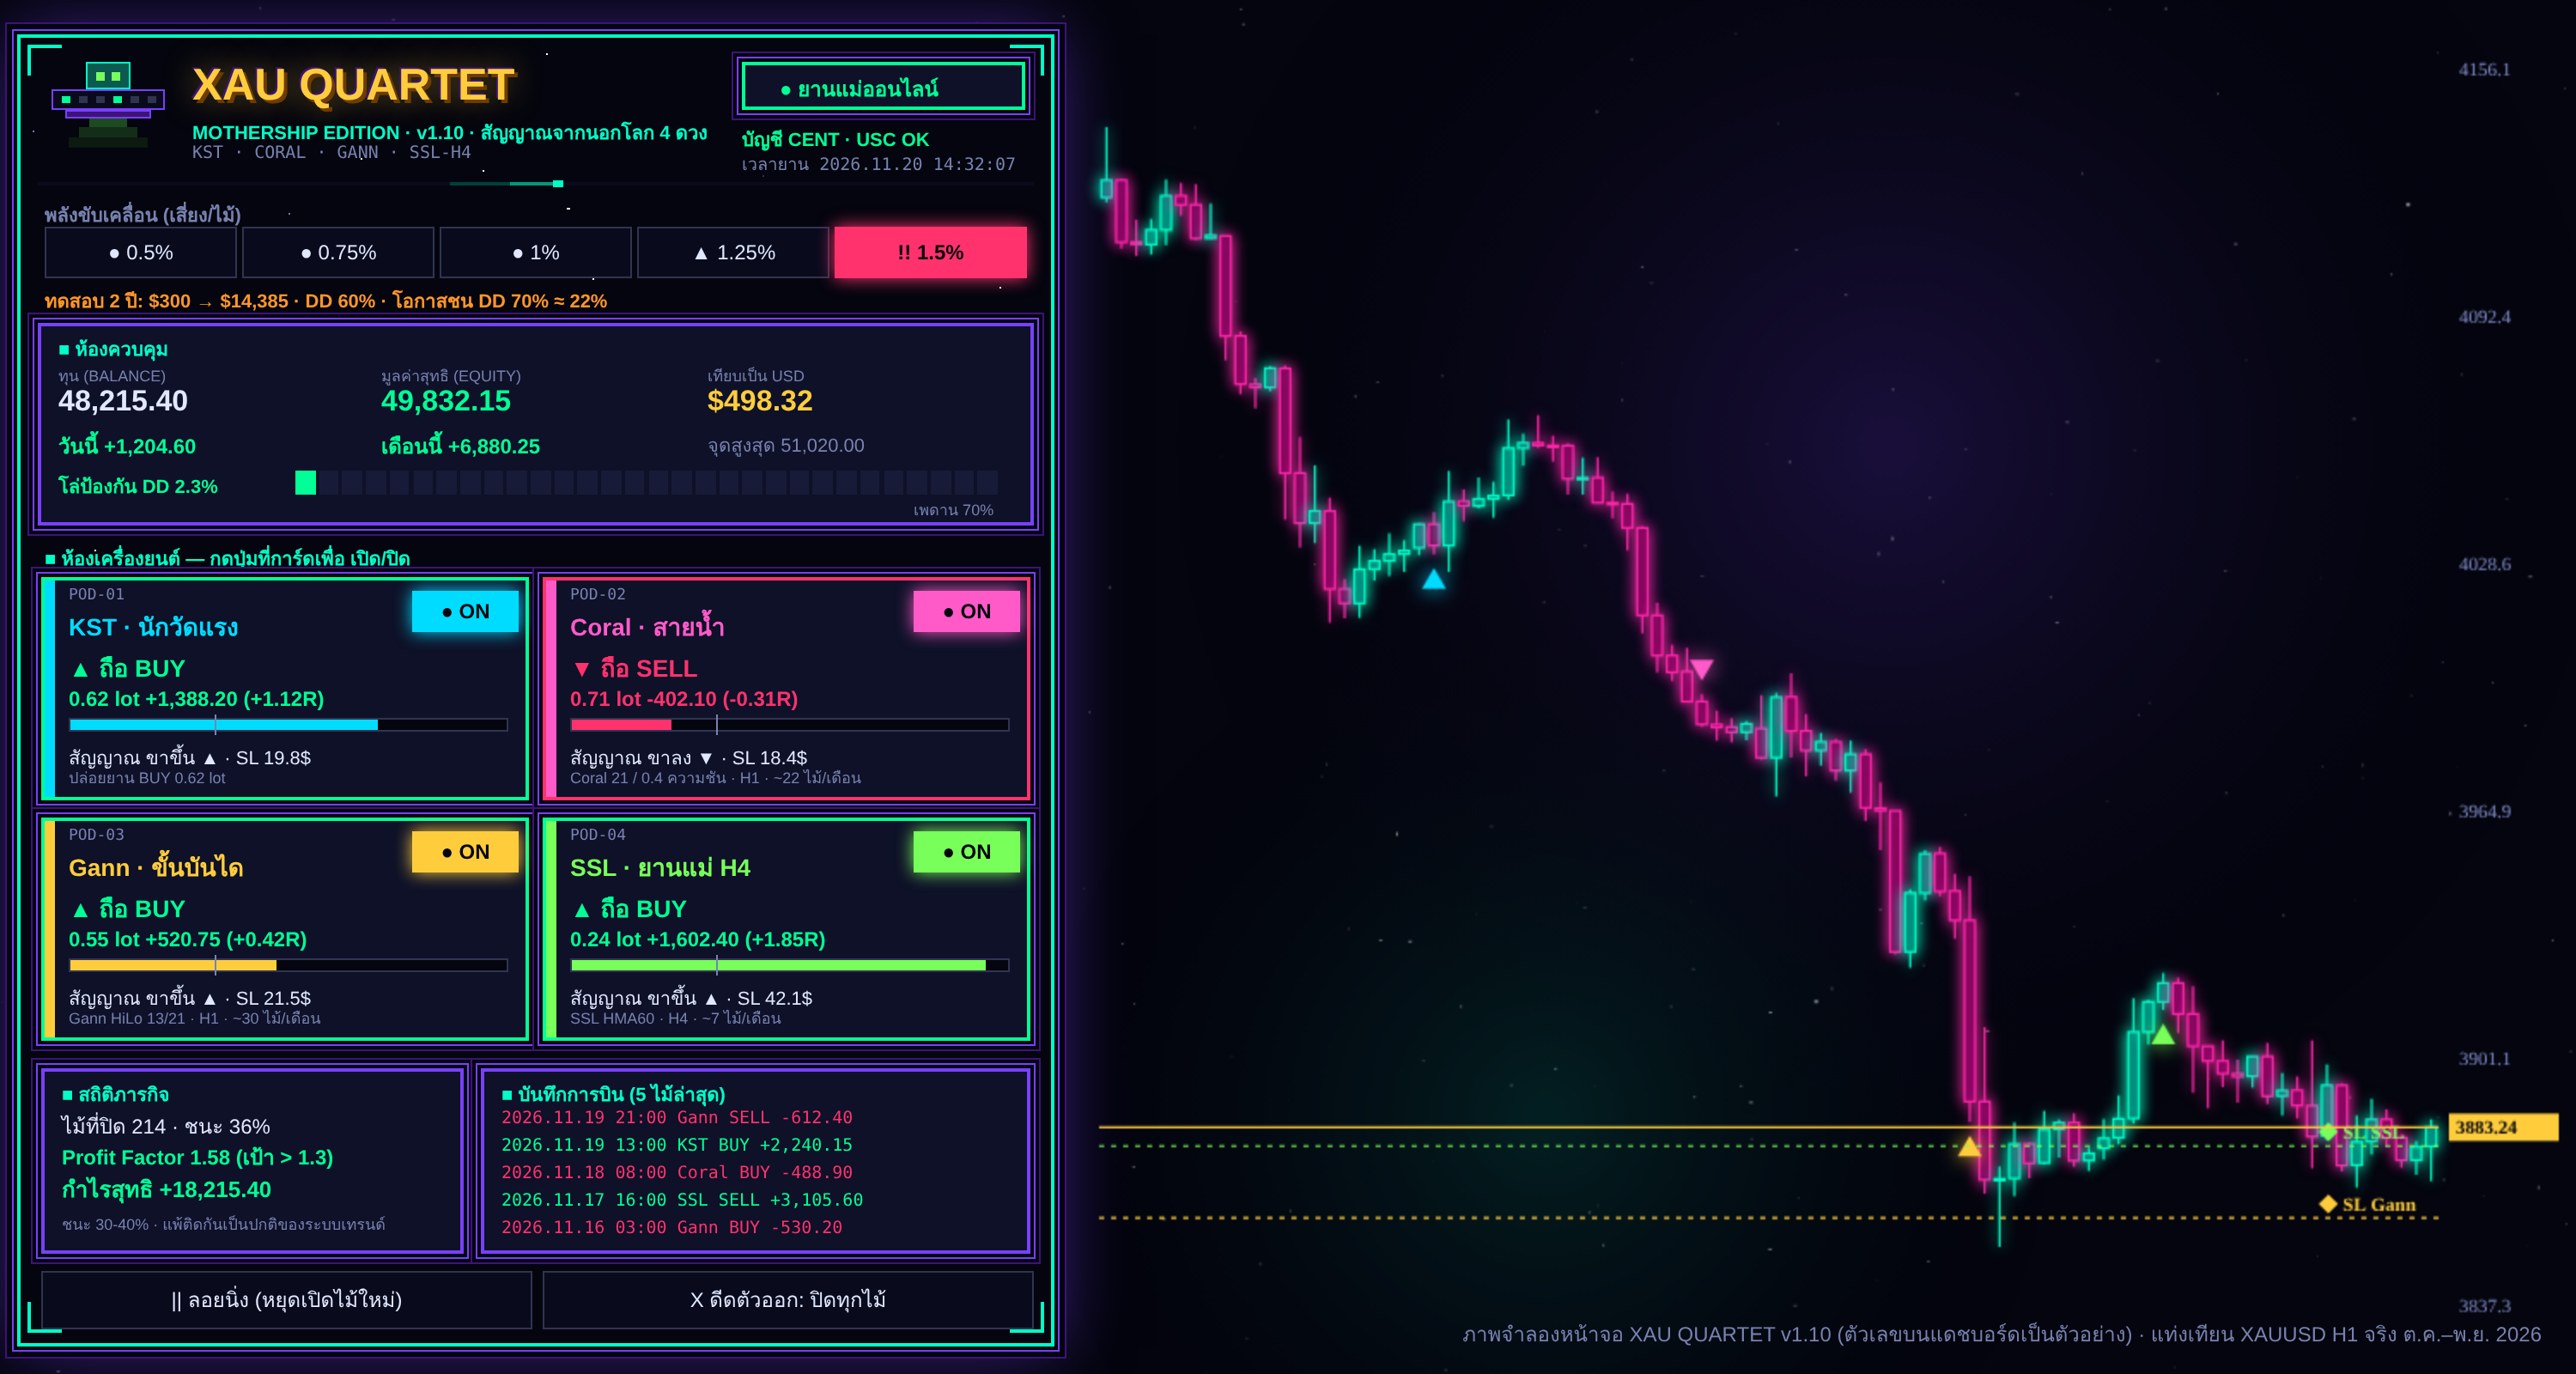 XAU QUARTET
MOTHERSHIP EDITION · v1.10 · สัญญาณจากนอกโลก 4 ดวง
KST · CORAL · GANN · SSL-H4
● ยานแม่ออนไลน์
บัญชี CENT · USC OK
เวลายาน 2026.11.20 14:32:07
พลังขับเคลื่อน (เสี่ยง/ไม้)
● 0.5%
● 0.75%
● 1%
▲ 1.25%
!! 1.5%
ทดสอบ 2 ปี: $300 → $14,385 · DD 60% · โอกาสชน DD 70% ≈ 22%
■ ห้องควบคุม
ทุน (BALANCE)
48,215.40
มูลค่าสุทธิ (EQUITY)
49,832.15
เทียบเป็น USD
$498.32
วันนี้ +1,204.60
เดือนนี้ +6,880.25
จุดสูงสุด 51,020.00
โล่ป้องกัน DD 2.3%
เพดาน 70%
■ ห้องเครื่องยนต์ — กดปุ่มที่การ์ดเพื่อ เปิด/ปิด
POD-01
● ON
KST · นักวัดแรง
▲ ถือ BUY
0.62 lot +1,388.20 (+1.12R)
สัญญาณ ขาขึ้น ▲ · SL 19.8$
ปล่อยยาน BUY 0.62 lot
POD-02
● ON
Coral · สายน้ำ
▼ ถือ SELL
0.71 lot -402.10 (-0.31R)
สัญญาณ ขาลง ▼ · SL 18.4$
Coral 21 / 0.4 ความชัน · H1 · ~22 ไม้/เดือน
POD-03
● ON
Gann · ขั้นบันได
▲ ถือ BUY
0.55 lot +520.75 (+0.42R)
สัญญาณ ขาขึ้น ▲ · SL 21.5$
Gann HiLo 13/21 · H1 · ~30 ไม้/เดือน
POD-04
● ON
SSL · ยานแม่ H4
▲ ถือ BUY
0.24 lot +1,602.40 (+1.85R)
สัญญาณ ขาขึ้น ▲ · SL 42.1$
SSL HMA60 · H4 · ~7 ไม้/เดือน
■ สถิติภารกิจ
ไม้ที่ปิด 214 · ชนะ 36%
Profit Factor 1.58 (เป้า > 1.3)
กำไรสุทธิ +18,215.40
ชนะ 30-40% · แพ้ติดกันเป็นปกติของระบบเทรนด์
■ บันทึกการบิน (5 ไม้ล่าสุด)
2026.11.19 21:00 Gann SELL -612.40
2026.11.19 13:00 KST BUY +2,240.15
2026.11.18 08:00 Coral BUY -488.90
2026.11.17 16:00 SSL SELL +3,105.60
2026.11.16 03:00 Gann BUY -530.20
|| ลอยนิ่ง (หยุดเปิดไม้ใหม่)
X ดีดตัวออก: ปิดทุกไม้
4156.1
4092.4
4028.6
3964.9
3901.1
3883.24
SL SSL
SL Gann
3837.3
ภาพจำลองหน้าจอ XAU QUARTET v1.10 (ตัวเลขบนแดชบอร์ดเป็นตัวอย่าง) · แท่งเทียน XAUUSD H1 จริง ต.ค.–พ.ย. 2026